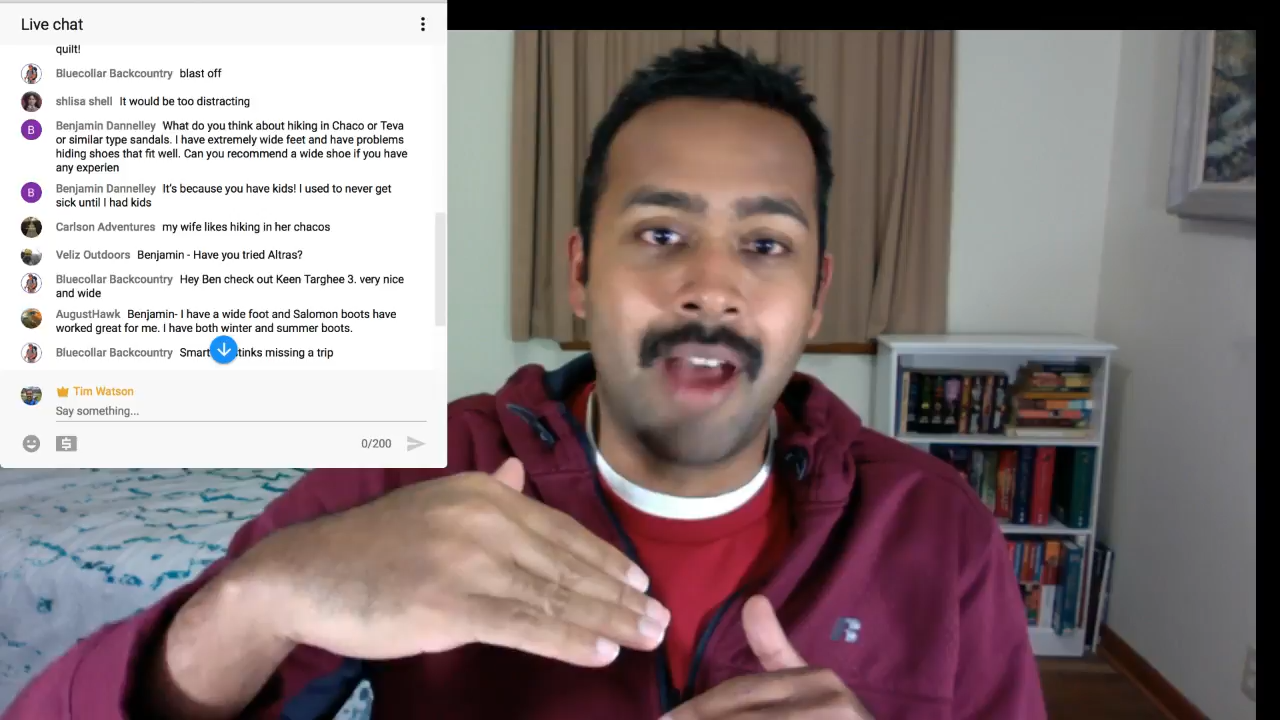 Live chat
quilt!
Bluecollar Backcountry blast off
shlisa shell It would be too distracting
B
Benjamin Dannelley What do you think about hiking in Chaco or Teva
or similar type sandals. I have extremely wide feet and have problems
hiding shoes that fit well. Can you recommend a wide shoe if you have
any experien
B
Benjamin Dannelley It's because you have kids! I used to never get
sick until I had kids
Carlson Adventures my wife likes hiking in her chacos
Veliz Outdoors Benjamin - Have you tried Altras?
Bluecollar Backcountry Hey Ben check out Keen Targhee 3. very nice
and wide
AugustHawk Benjamin- I have a wide foot and Salomon boots have
worked great for me. I have both winter and summer boots.
Bluecollar Backcountry Smart missing a trip
Tim Watson
Say something...
0/200